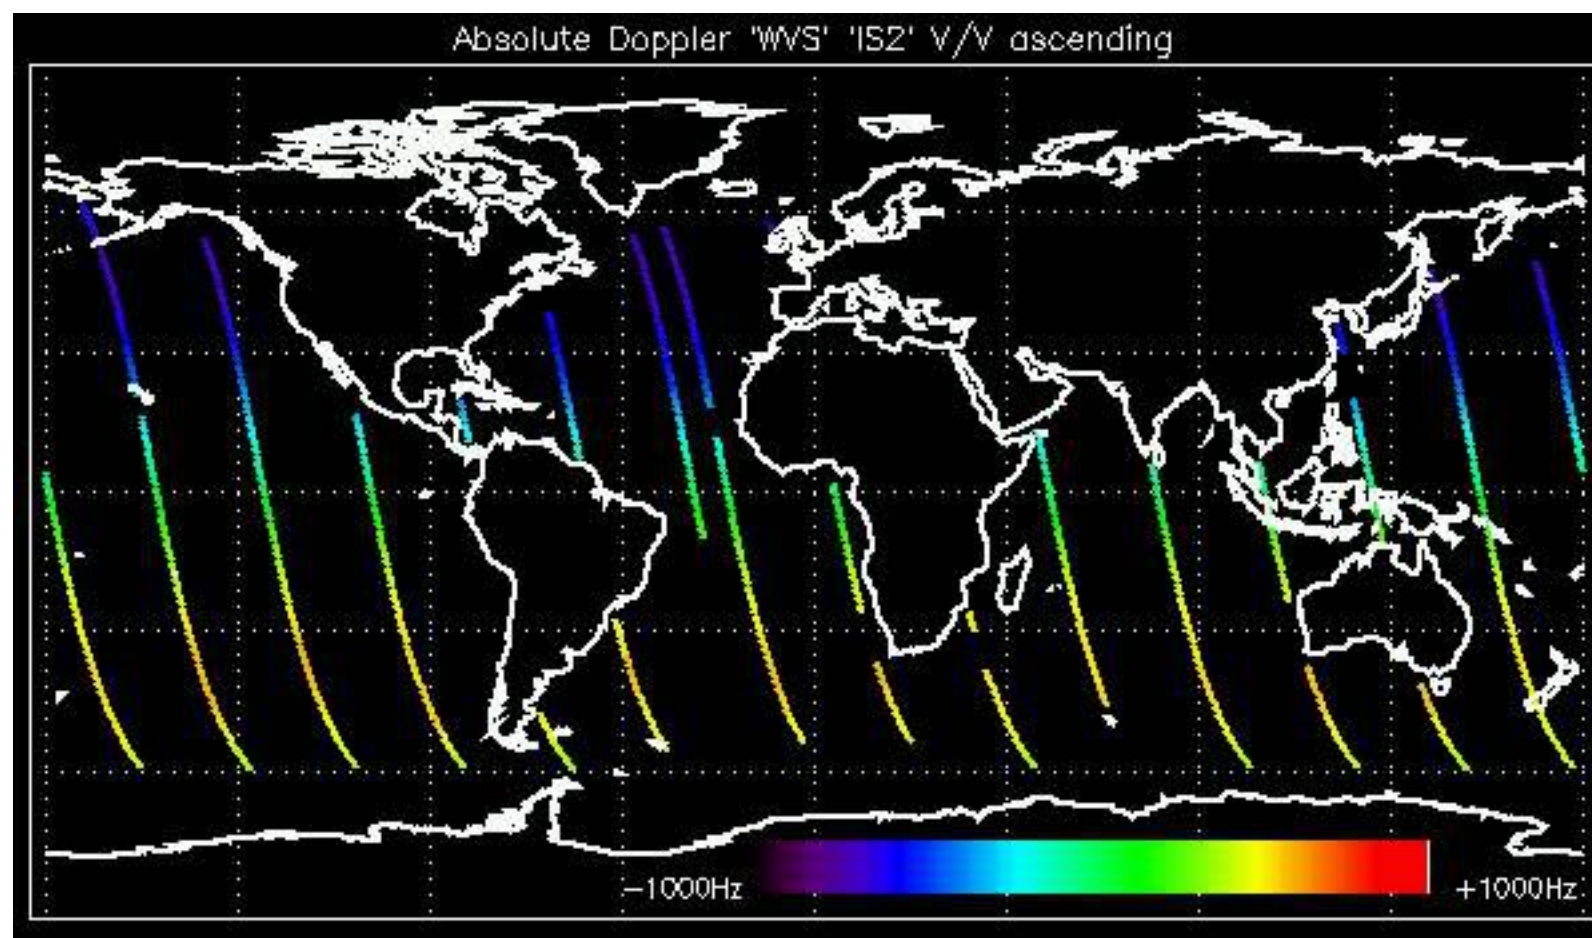 Absolute Doppler 'WVS' 'IS2' V/V ascending
-1000Hz +1000Hz